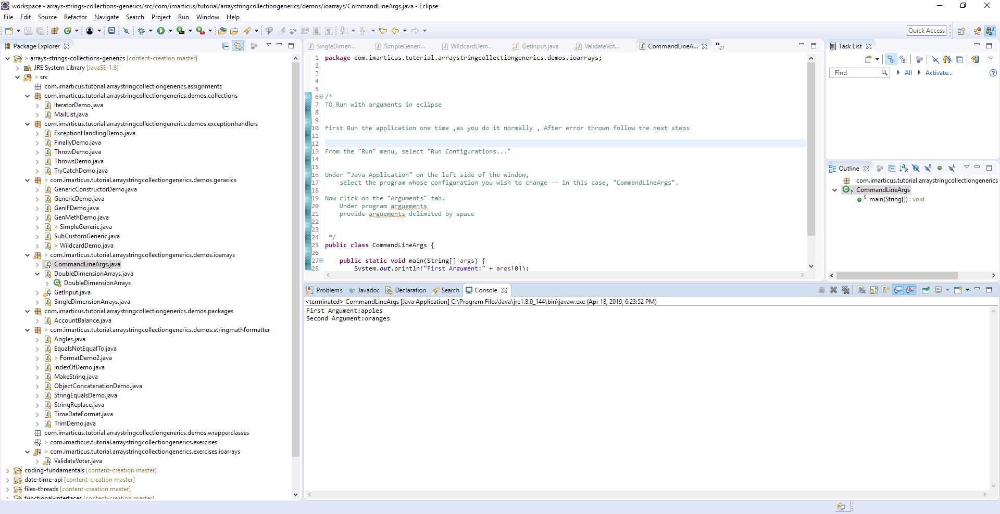 workspace - arrays-strings-collections-generics/src/com/imarticus/tutorial/arraystringcollectiongenerics/demos/ioarrays/CommandLineArgs.java - Eclipse
File Edit Source Refactor Navigate Search Project Run Window Help
Quick Access
Package Explorer
> arrays-strings-collections-generics [content-creation master]
JRE System Library [JavaSE-1.8]
> src
com.imarticus.tutorial.arraystringcollectiongenerics.assignments
com.imarticus.tutorial.arraystringcollectiongenerics.demos.collections
IteratorDemo.java
MailList.java
com.imarticus.tutorial.arraystringcollectiongenerics.demos.exceptionhandlers
ExceptionHandlingDemo.java
FinallyDemo.java
ThrowDemo.java
ThrowsDemo.java
TryCatchDemo.java
> com.imarticus.tutorial.arraystringcollectiongenerics.demos.generics
GenericConstructorDemo.java
GenericDemo.java
GenIFDemo.java
GenMethDemo.java
> SimpleGeneric.java
SubCustomGeneric.java
> WildcardDemo.java
> com.imarticus.tutorial.arraystringcollectiongenerics.demos.ioarrays
CommandLineArgs.java
DoubleDimensionArrays.java
DoubleDimensionArrays
GetInput.java
SingleDimensionArrays.java
com.imarticus.tutorial.arraystringcollectiongenerics.demos.packages
AccountBalance.java
> com.imarticus.tutorial.arraystringcollectiongenerics.demos.stringmathformatter
Angles.java
EqualsNotEqualTo.java
> FormatDemo2.java
indexOfDemo.java
MakeString.java
ObjectConcatenationDemo.java
StringEqualsDemo.java
StringReplace.java
TimeDateFormat.java
TrimDemo.java
com.imarticus.tutorial.arraystringcollectiongenerics.demos.wrapperclasses
> com.imarticus.tutorial.arraystringcollectiongenerics.exercises
> com.imarticus.tutorial.arraystringcollectiongenerics.exercises.ioarrays
ValidateVoter.java
coding-fundamentals [content-creation master]
date-time-api [content-creation master]
files-threads [content-creation master]
functional-interfaces [content-creation master]
SingleDimen... SimpleGeneri... WildcardDem... GetInput.java ValidateVot... CommandLineA... »27
1 package com.imarticus.tutorial.arraystringcollectiongenerics.demos.ioarrays;
2
3
4
5
6 /*
7 TO Run with arguments in eclipse
8
9
10 First Run the application one time ,as you do it normally , After error thrown follow the next steps
11
12
13 From the "Run" menu, select "Run Configurations..."
14
15
16 Under "Java Application" on the left side of the window,
17 select the program whose configuration you wish to change -- in this case, "CommandLineArgs".
18
19 Now click on the "Arguments" tab.
20 Under program arguements
21 provide arguements delimited by space
22
23
24 */
25 public class CommandLineArgs {
26
27 public static void main(String[] args) {
28 System.out.println("First Argument:" + args[0]);
Task List
Find All Activate...
Outline
com.imarticus.tutorial.arraystringcollectiongenerics
CommandLineArgs
main(String[]) : void
Problems @ Javadoc Declaration Search Console
<terminated> CommandLineArgs [Java Application] C:\Program Files\Java\jre1.8.0_144\bin\javaw.exe (Apr 18, 2019, 6:23:52 PM)
First Argument:apples
Second Argument:oranges